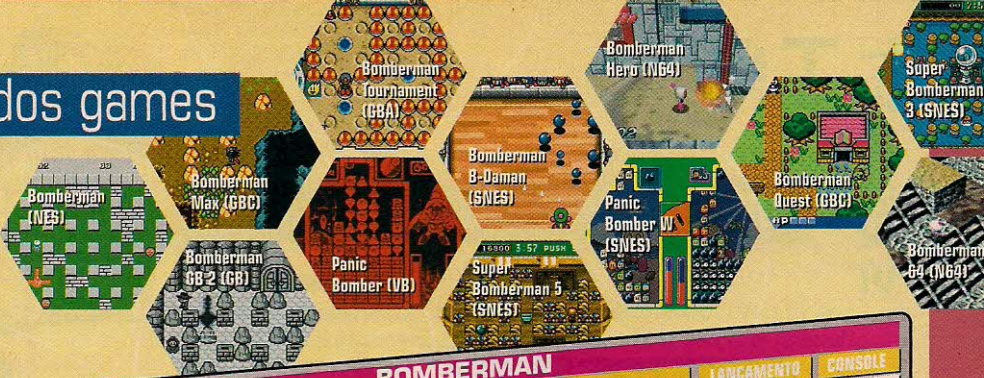 dos games
Bomberman
(NES)
Bomberman
Max (GBC)
Bomberman
GB 2 (GB)
Bomberman
Tournament
(GBA)
Panic
Bomber (VB)
Bomberman
B-Daman
(SNES)
16800 3:57 PUSH
Super
Bomberman 5
(SNES)
Bomberman
Hero (N64)
Panic
Bomber W
(SNES)
Bomberman
Quest (GBC)
Super
Bomberman
3 (SNES)
Bomberman
64 (N64)
BOMBERMAN
LANÇAMENTO
CONSOLE